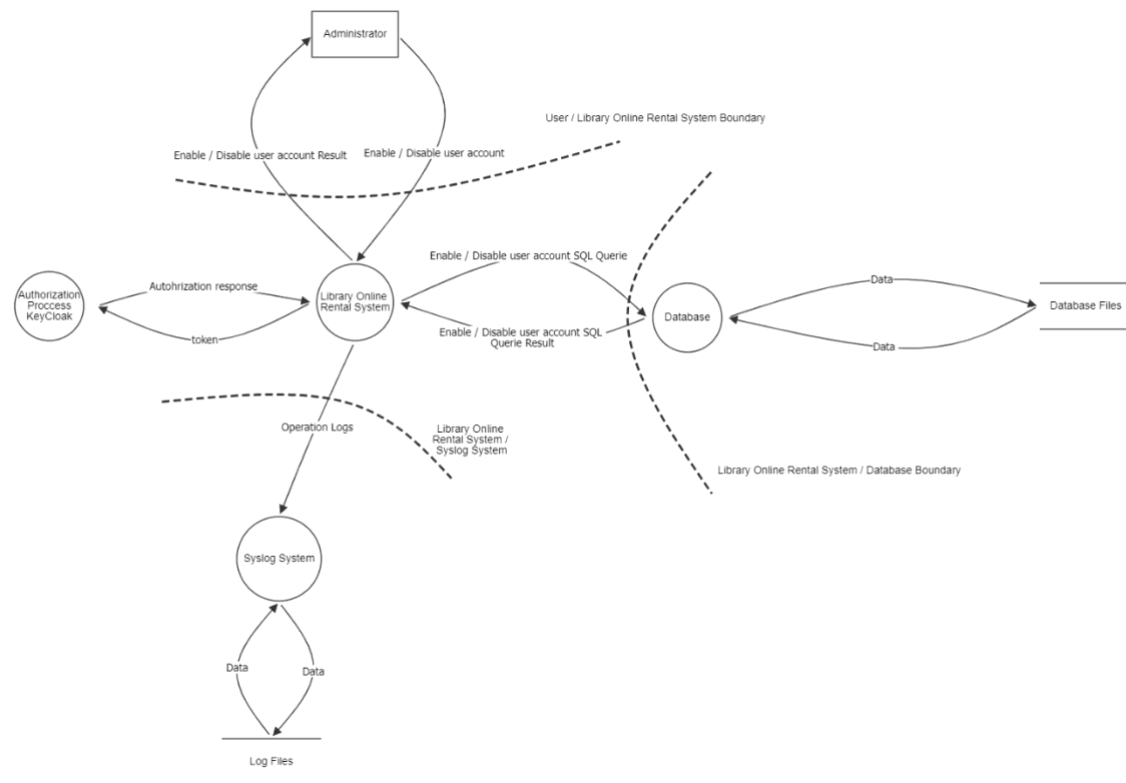 Administrator
User / Library Online Rental System Boundary
Enable / Disable user account Result
Enable / Disable user account
Enable / Disable user account SQL Querie
Authorization
Proccess
KeyCloak
Autohrization response
Library Online
Rental System
Data
Database Files
Database
token
Enable / Disable user account SQL
Querie Result
Data
Operation Logs
Library Online
Rental System /
Syslog System
Library Online Rental System / Database Boundary
Syslog System
Data
Data
Log Files